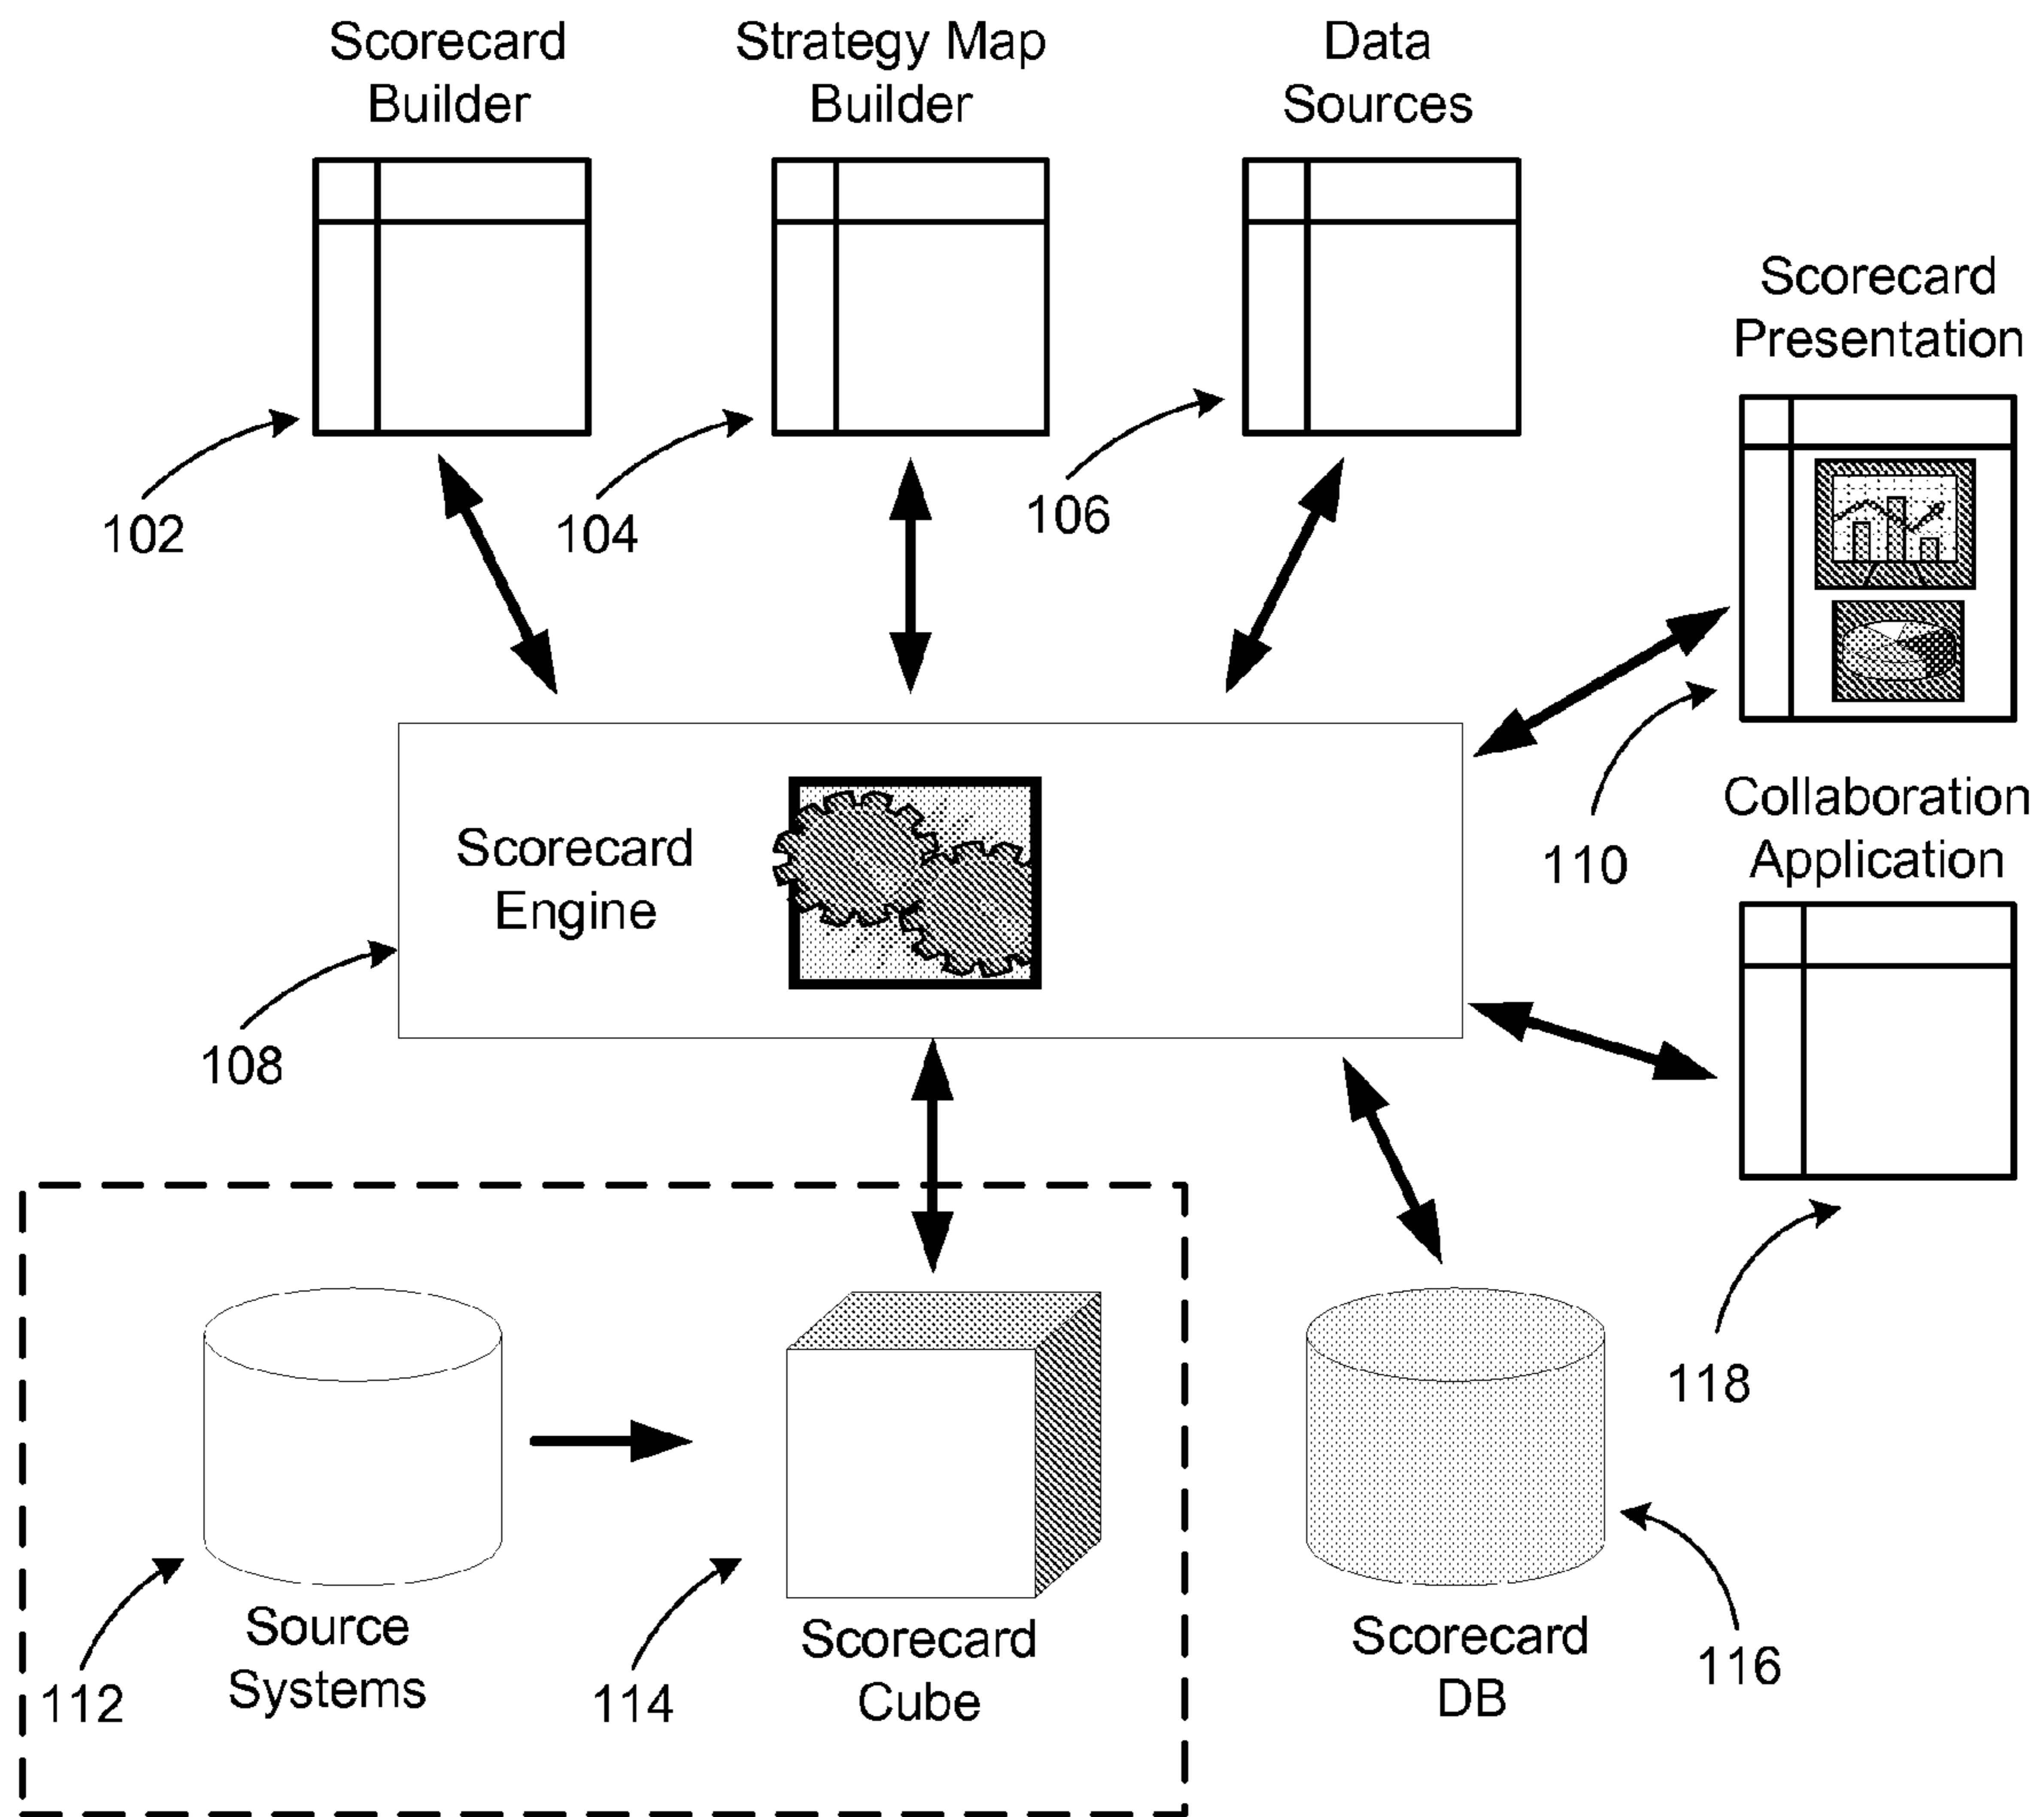 Scorecard
Builder
Strategy Map
Builder
Data
Sources
Scorecard
Presentation
102
104
106
Scorecard
Engine
110
Collaboration
Application
108
118
Source
Systems
112
Scorecard
Cube
114
Scorecard
DB
116